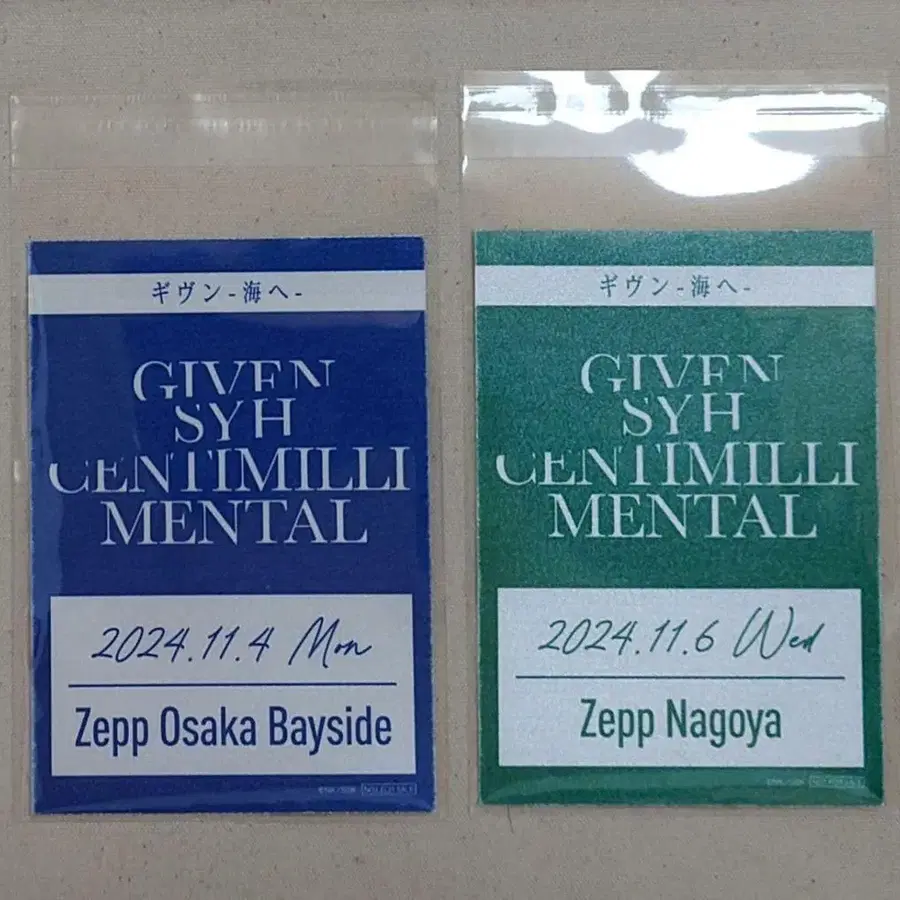 ギヴン-海へ-
GIVEN
SYH
CENTIMILLI
MENTAL
2024.11.4 Mon
Zepp Osaka Bayside
ギヴン-海へ-
GIVEN
SYH
CENTIMILLI
MENTAL
2024.11.6 Wed
Zepp Nagoya